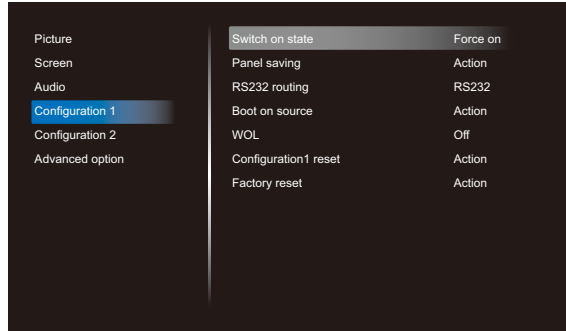 Picture
Screen
Audio
Configuration 1
Configuration 2
Advanced option
Switch on state Force on
Panel saving Action
RS232 routing RS232
Boot on source Action
WOL Off
Configuration1 reset Action
Factory reset Action